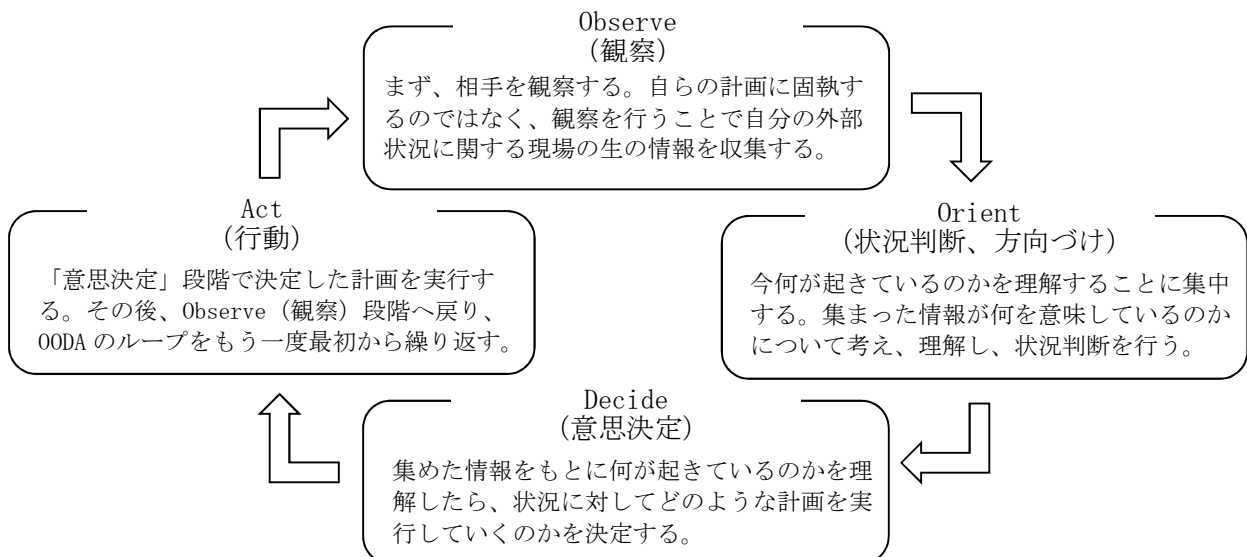 Observe
(観察)
まず、相手を観察する。自らの計画に固執す
るのではなく、観察を行うことで自分の外部
状況に関する現場の生の情報を収集する。
Orient
(状況判断、方向づけ)
今何が起きているのかを理解することに集中
する。集まった情報が何を意味しているのか
について考え、理解し、状況判断を行う。
Decide
(意思決定)
集めた情報をもとに何が起きているのかを理
解したら、状況に対してどのような計画を実
行していくのかを決定する。
Act
(行動)
「意思決定」段階で決定した計画を実行す
る。その後、Observe（観察）段階へ戻り、
OODA のループをもう一度最初から繰り返す。